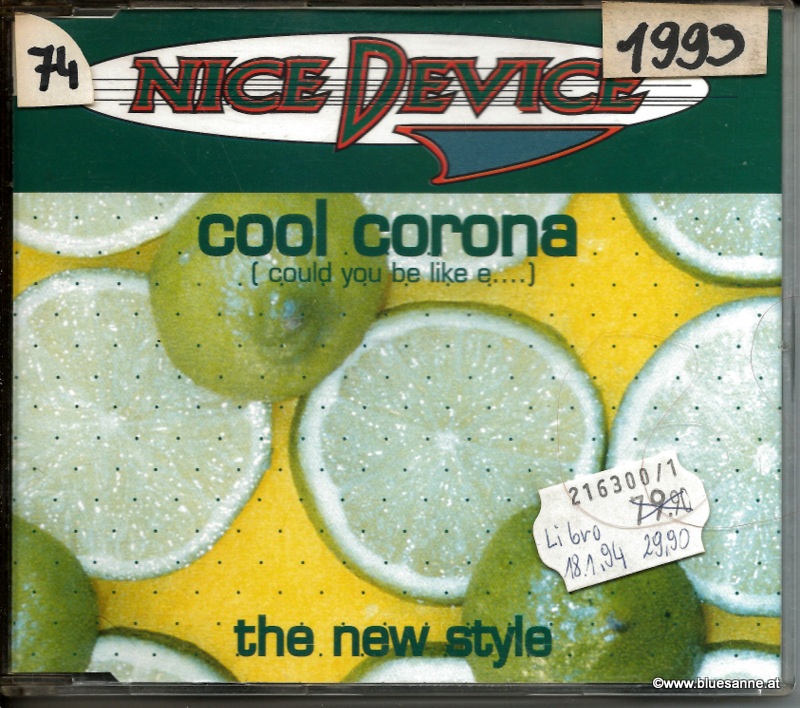 74
1993
NICE DEVICE
cool corona
( could you be like e....)
216300/1
79.90
Libro
18.1.94 29,90
the new style
©www.bluesanne.at